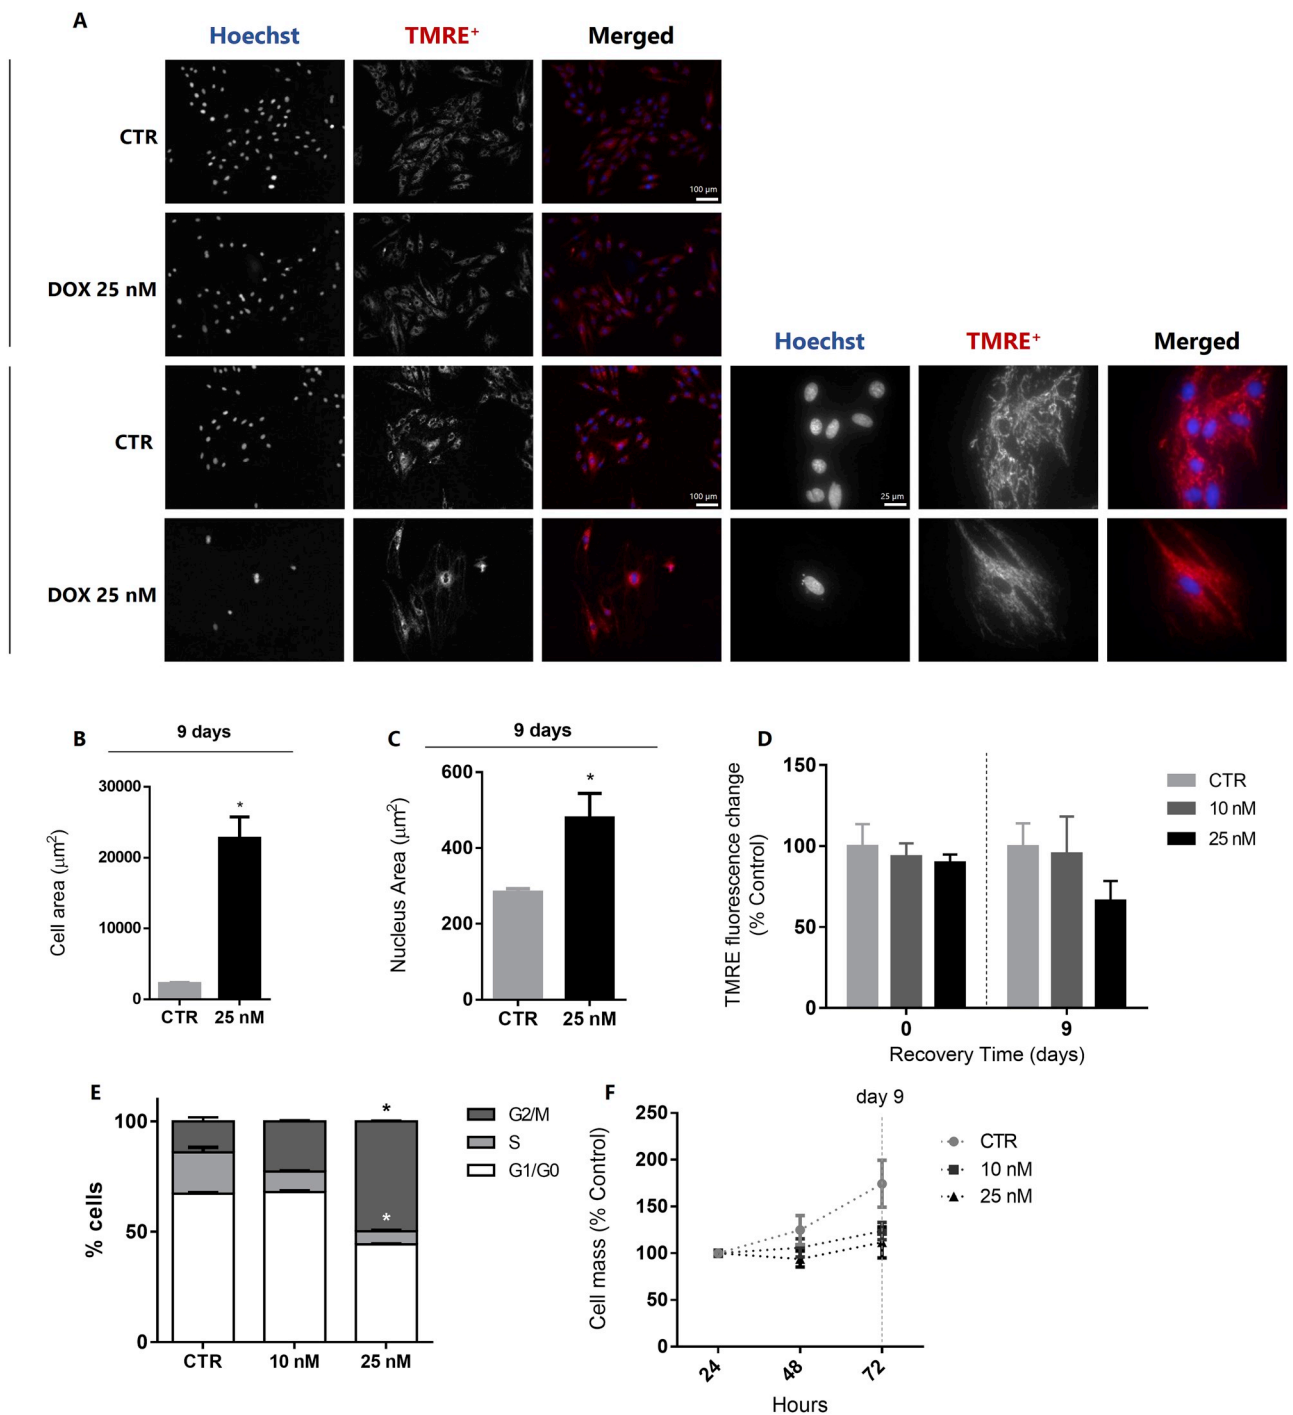 A
Hoechst TMRE⁺ Merged
CTR
100 µm
DOX 25 nM
Hoechst TMRE⁺ Merged
CTR
100 µm
25 µm
DOX 25 nM
B
9 days
Cell area (µm²)
30000
20000
10000
0
*
CTR 25 nM
C
9 days
Nucleus Area (µm²)
600
400
200
0
*
CTR 25 nM
D
TMRE fluorescence change
(% Control)
150
100
50
0
0 9
Recovery Time (days)
CTR
10 nM
25 nM
E
% cells
100
50
0
*
*
CTR 10 nM 25 nM
G2/M
S
G1/G0
F
day 9
Cell mass (% Control)
250
200
150
100
50
0
24 48 72
Hours
CTR
10 nM
25 nM